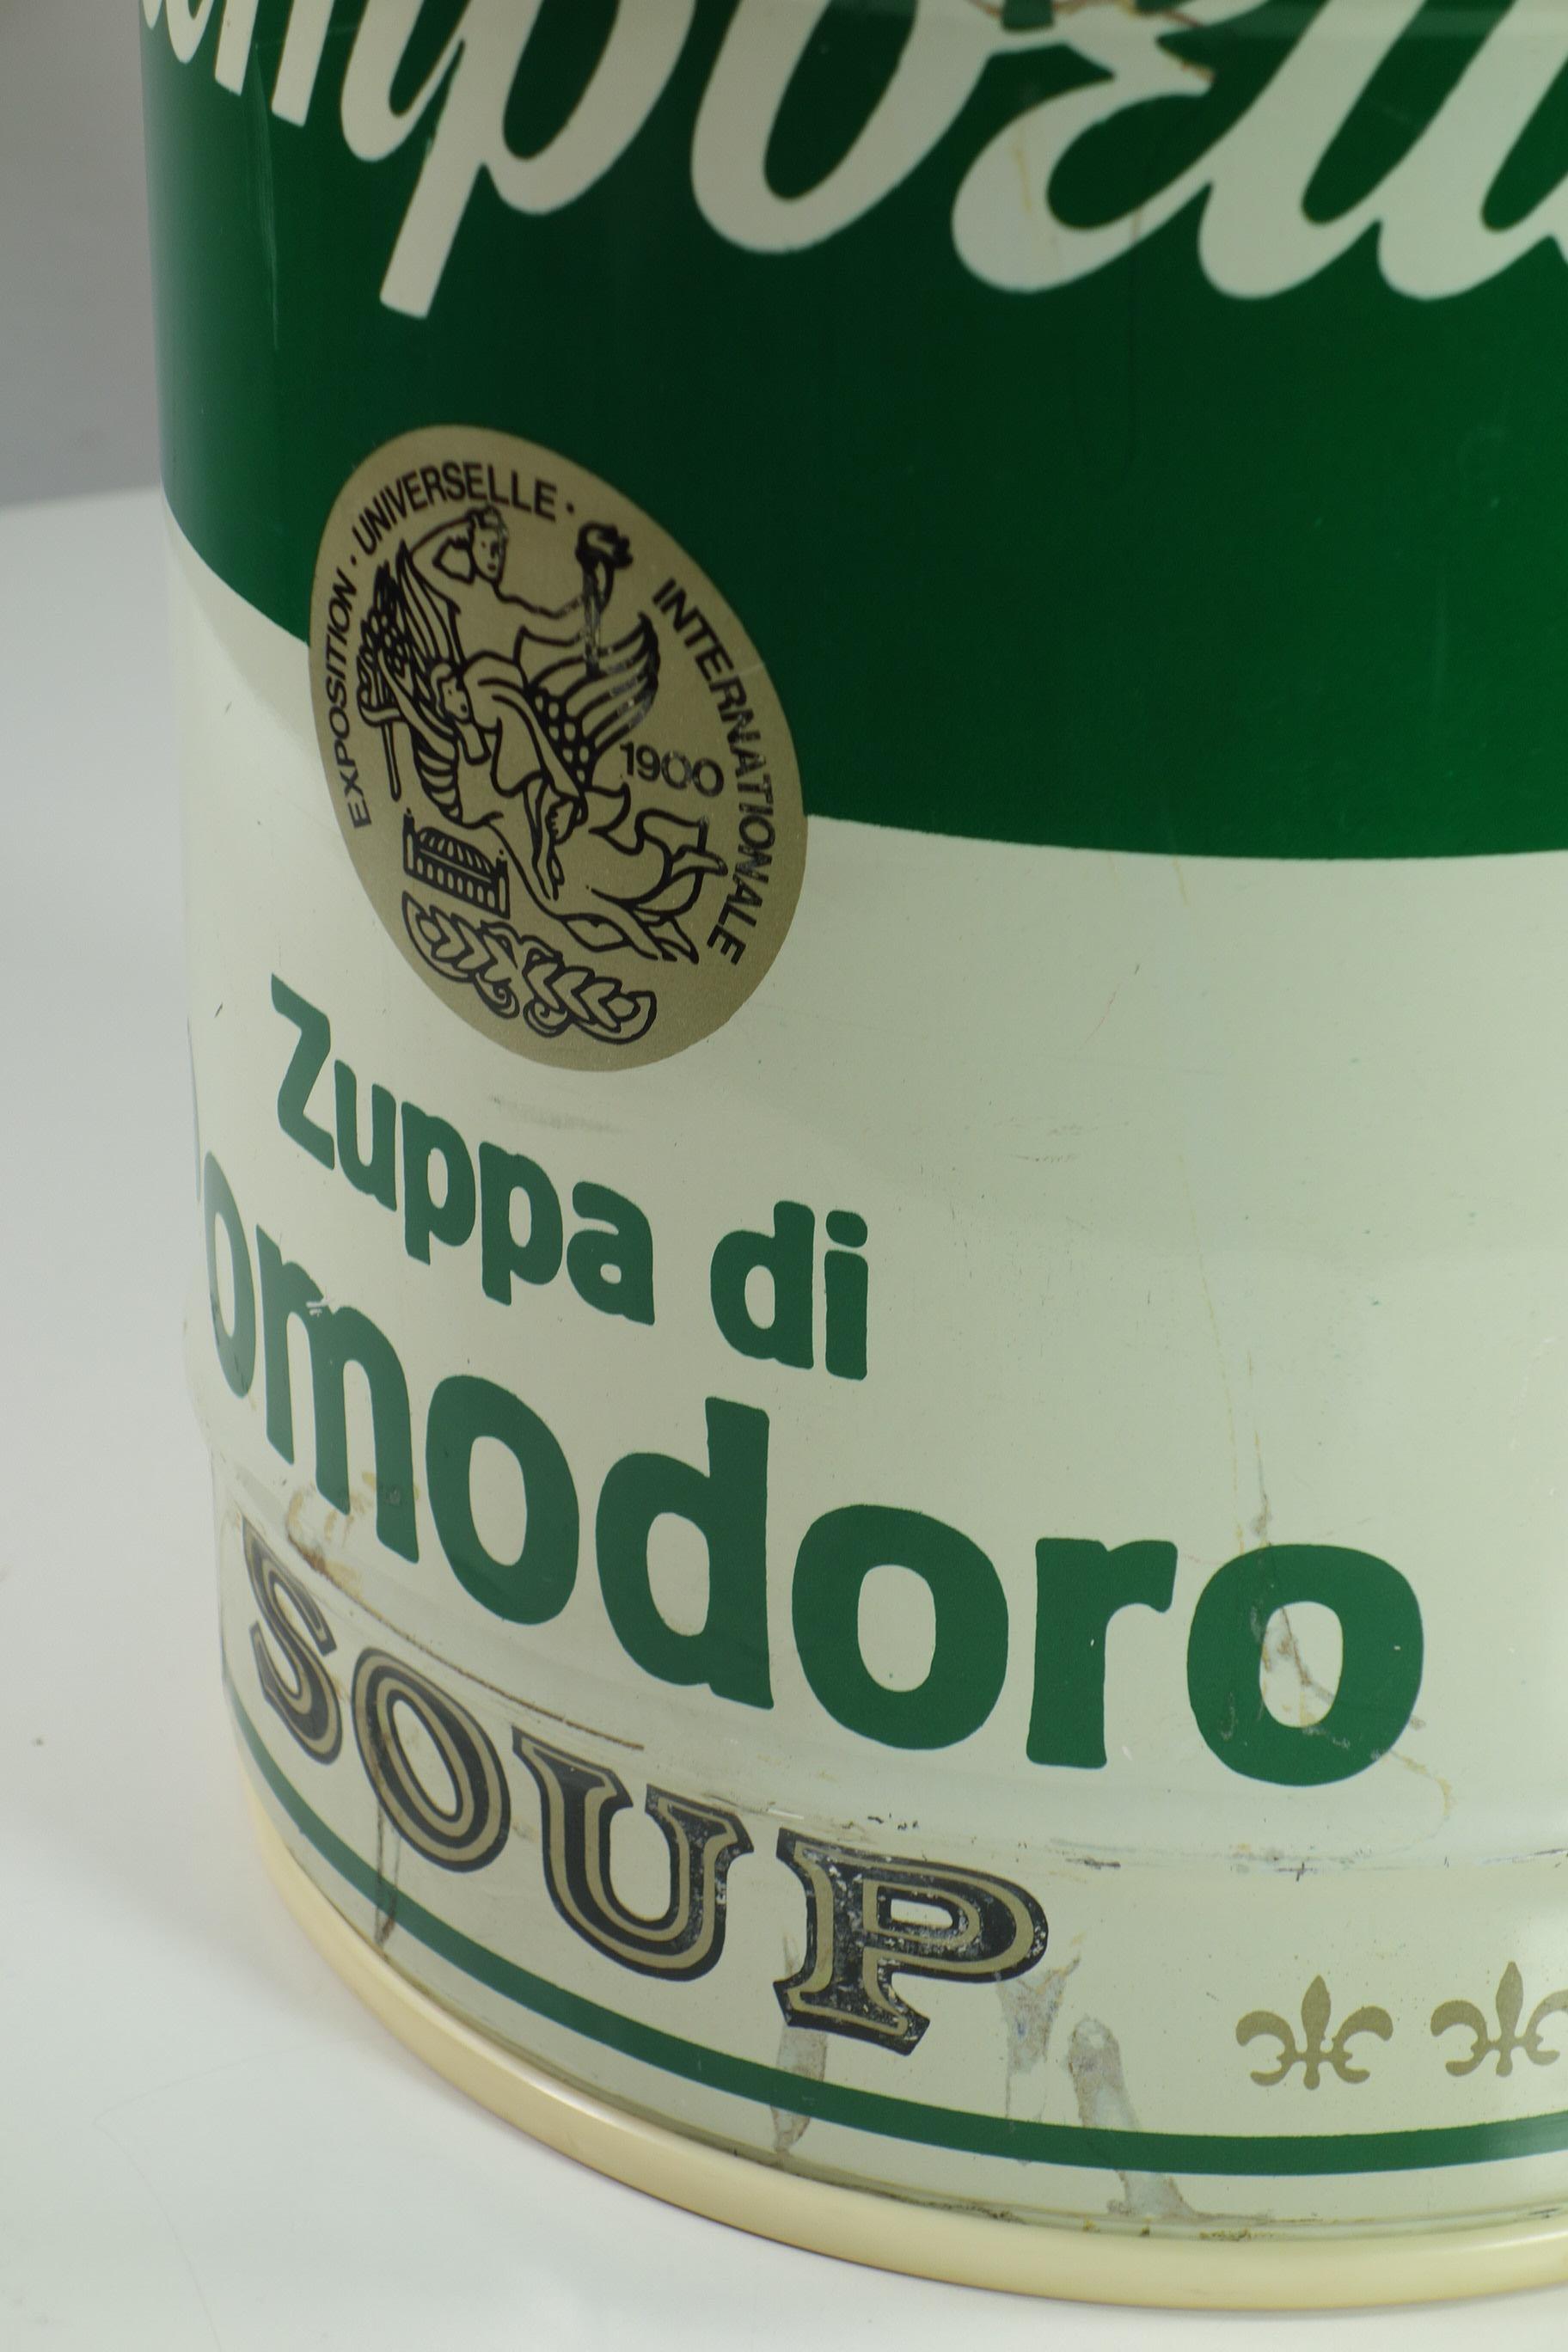 EXPOSITION · UNIVERSELLE · INTERNATIONALE
1900
Zuppa di
omodoro
SOUP